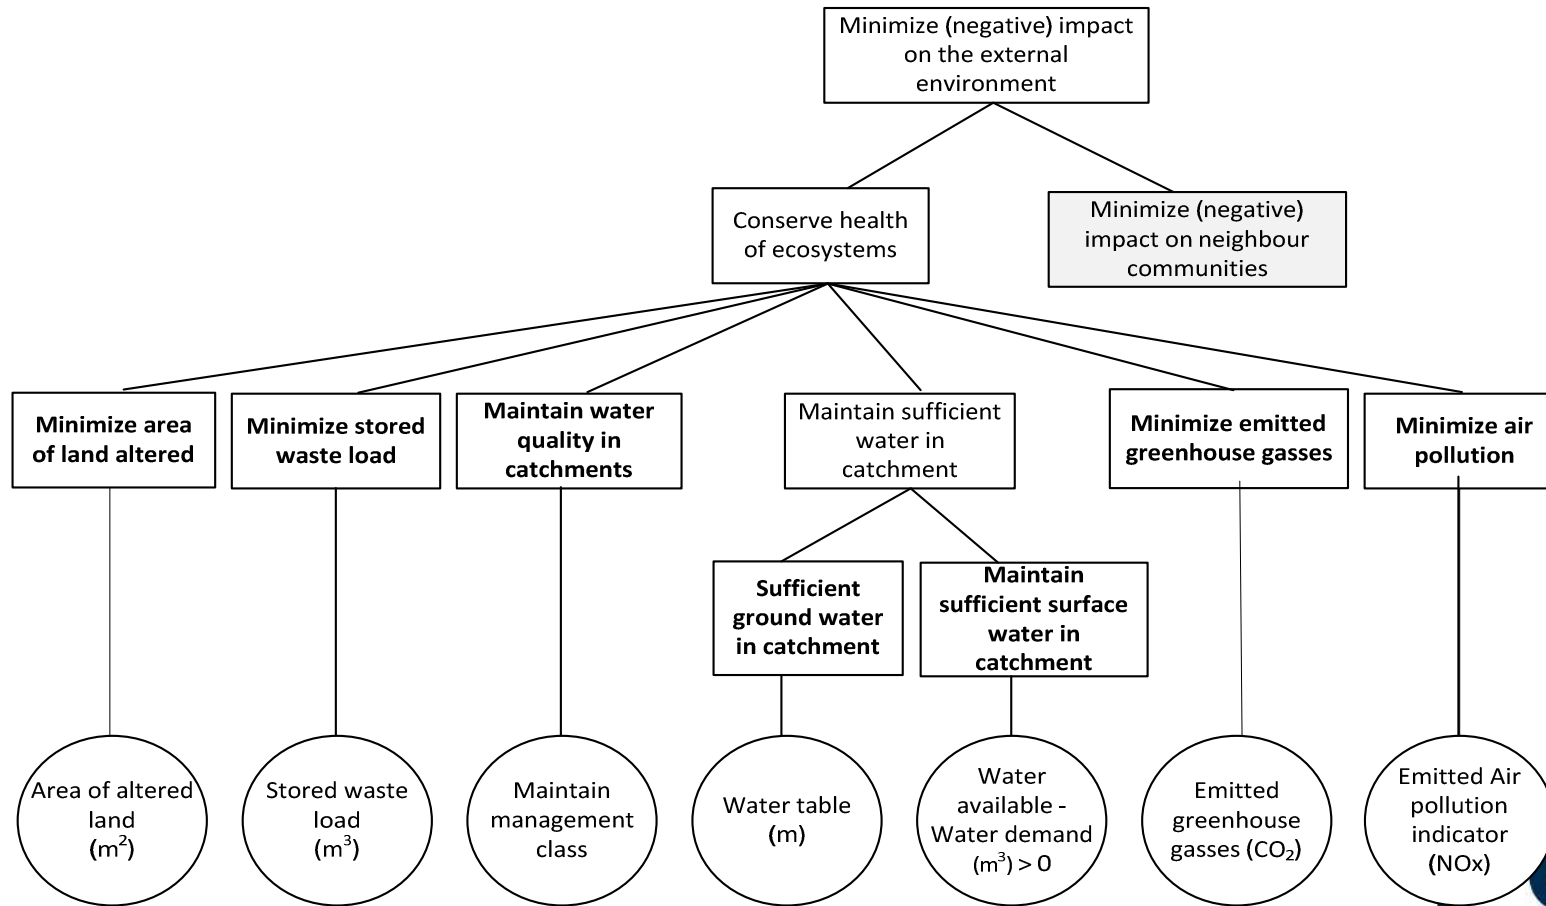 Minimize (negative) impact
on the external
environment
Conserve health
of ecosystems
Minimize (negative)
impact on neighbour
communities
Minimize area
of land altered
Minimize stored
waste load
Maintain water
quality in
catchments
Maintain sufficient
water in
catchment
Minimize emitted
greenhouse gasses
Minimize air
pollution
Sufficient
ground water
in catchment
Maintain
sufficient surface
water in
catchment
Area of altered
land
(m²)
Stored waste
load
(m³)
Maintain
management
class
Water table
(m)
Water
available -
Water demand
(m³) > 0
Emitted
greenhouse
gasses (CO₂)
Emitted Air
pollution
indicator
(NOx)